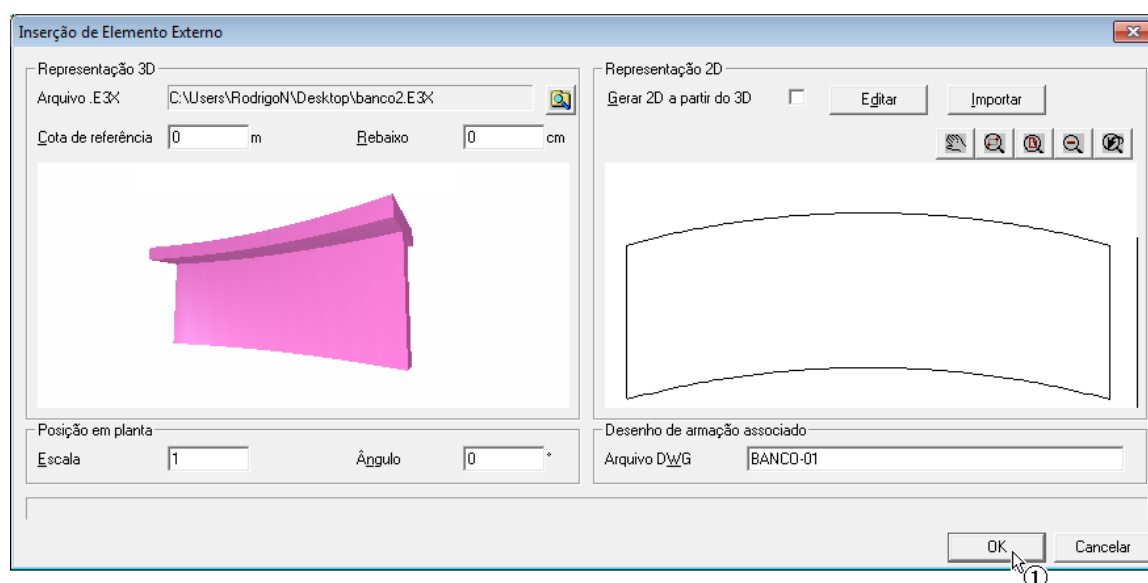 Inserção de Elemento Externo
Representação 3D
Arquivo .E3X C:\Users\RodrigoN\Desktop\banco2.E3X
Cota de referência 0 m Rebaixo 0 cm
Representação 2D
Gerar 2D a partir do 3D Editar Importar
Posição em planta
Escala 1 Ângulo 0 °
Desenho de armação associado
Arquivo DWG BANCO-01
OK Cancelar
1